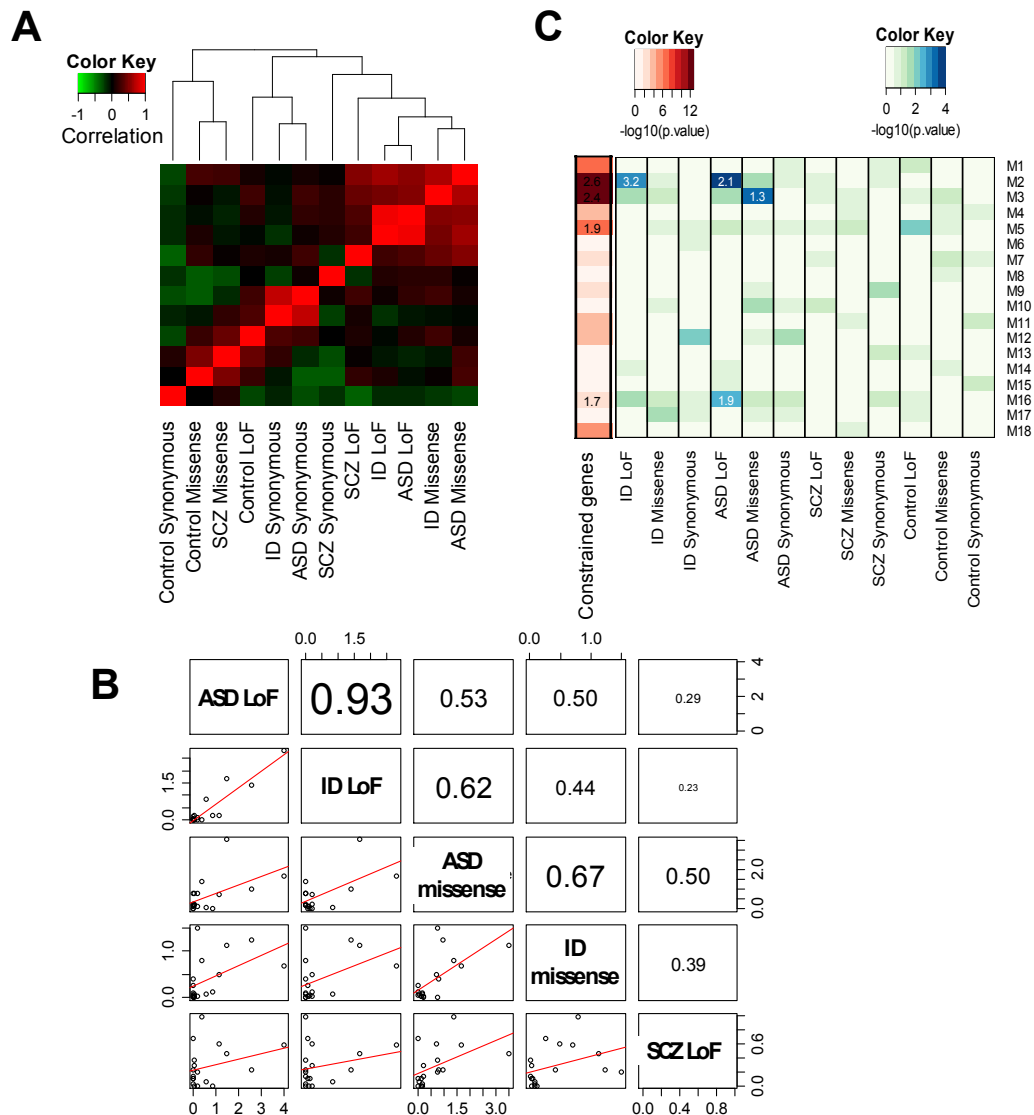 A
Color Key
-1 0 1
Correlation
Control Synonymous
Control Missense
SCZ Missense
Control LoF
ID Synonymous
ASD Synonymous
SCZ Synonymous
SCZ LoF
ID LoF
ASD LoF
ID Missense
ASD Missense
C
Color Key
0 4 8 12
-log10(p.value)
Color Key
0 2 4
-log10(p.value)
M1
2.6 3.2 2.1 M2
2.4 1.3 M3
M4
1.9 M5
M6
M7
M8
M9
M10
M11
M12
M13
M14
M15
1.7 1.9 M16
M17
M18
Constrained genes
ID LoF
ID Missense
ID Synonymous
ASD LoF
ASD Missense
ASD Synonymous
SCZ LoF
SCZ Missense
SCZ Synonymous
Control LoF
Control Missense
Control Synonymous
B
0.0 1.5 0.0 1.0
ASD LoF 0.93 0.53 0.50 0.29
0 2 4
0.0 1.5
ID LoF 0.62 0.44 0.23
ASD
missense
0.67 0.50
0.0 2.0
0.0 1.0
ID
missense
0.39
SCZ LoF
0.0 0.6
0 1 2 3 4 0.0 1.5 3.0 0.0 0.4 0.8